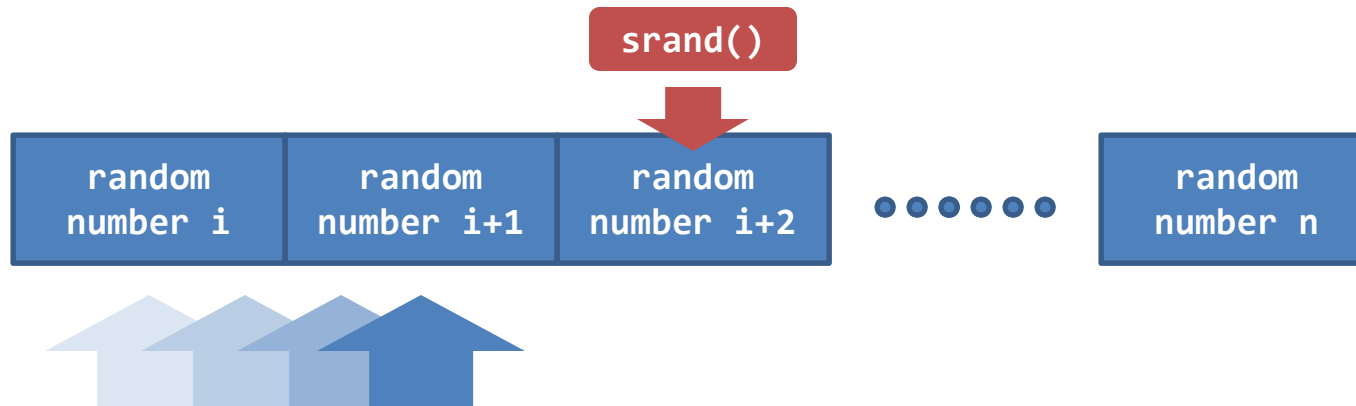 srand()
random
number i
random
number i+1
random
number i+2
random
number n